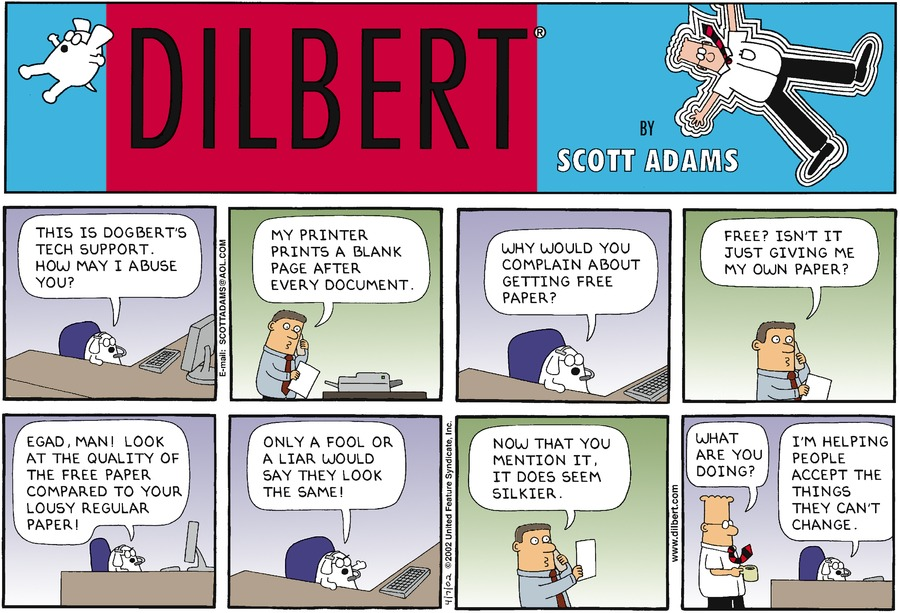 DILBERT®
BY
SCOTT ADAMS
THIS IS DOGBERT'S
TECH SUPPORT.
HOW MAY I ABUSE
YOU?
E-mail: SCOTTADAMS@AOL.COM
MY PRINTER
PRINTS A BLANK
PAGE AFTER
EVERY DOCUMENT.
WHY WOULD YOU
COMPLAIN ABOUT
GETTING FREE
PAPER?
FREE? ISN'T IT
JUST GIVING ME
MY OWN PAPER?
EGAD, MAN! LOOK
AT THE QUALITY OF
THE FREE PAPER
COMPARED TO YOUR
LOUSY REGULAR
PAPER!
ONLY A FOOL OR
A LIAR WOULD
SAY THEY LOOK
THE SAME!
4/7/02 ©2002 United Feature Syndicate, Inc.
NOW THAT YOU
MENTION IT,
IT DOES SEEM
SILKIER.
www.dilbert.com
WHAT
ARE YOU
DOING?
I'M HELPING
PEOPLE
ACCEPT THE
THINGS
THEY CAN'T
CHANGE.